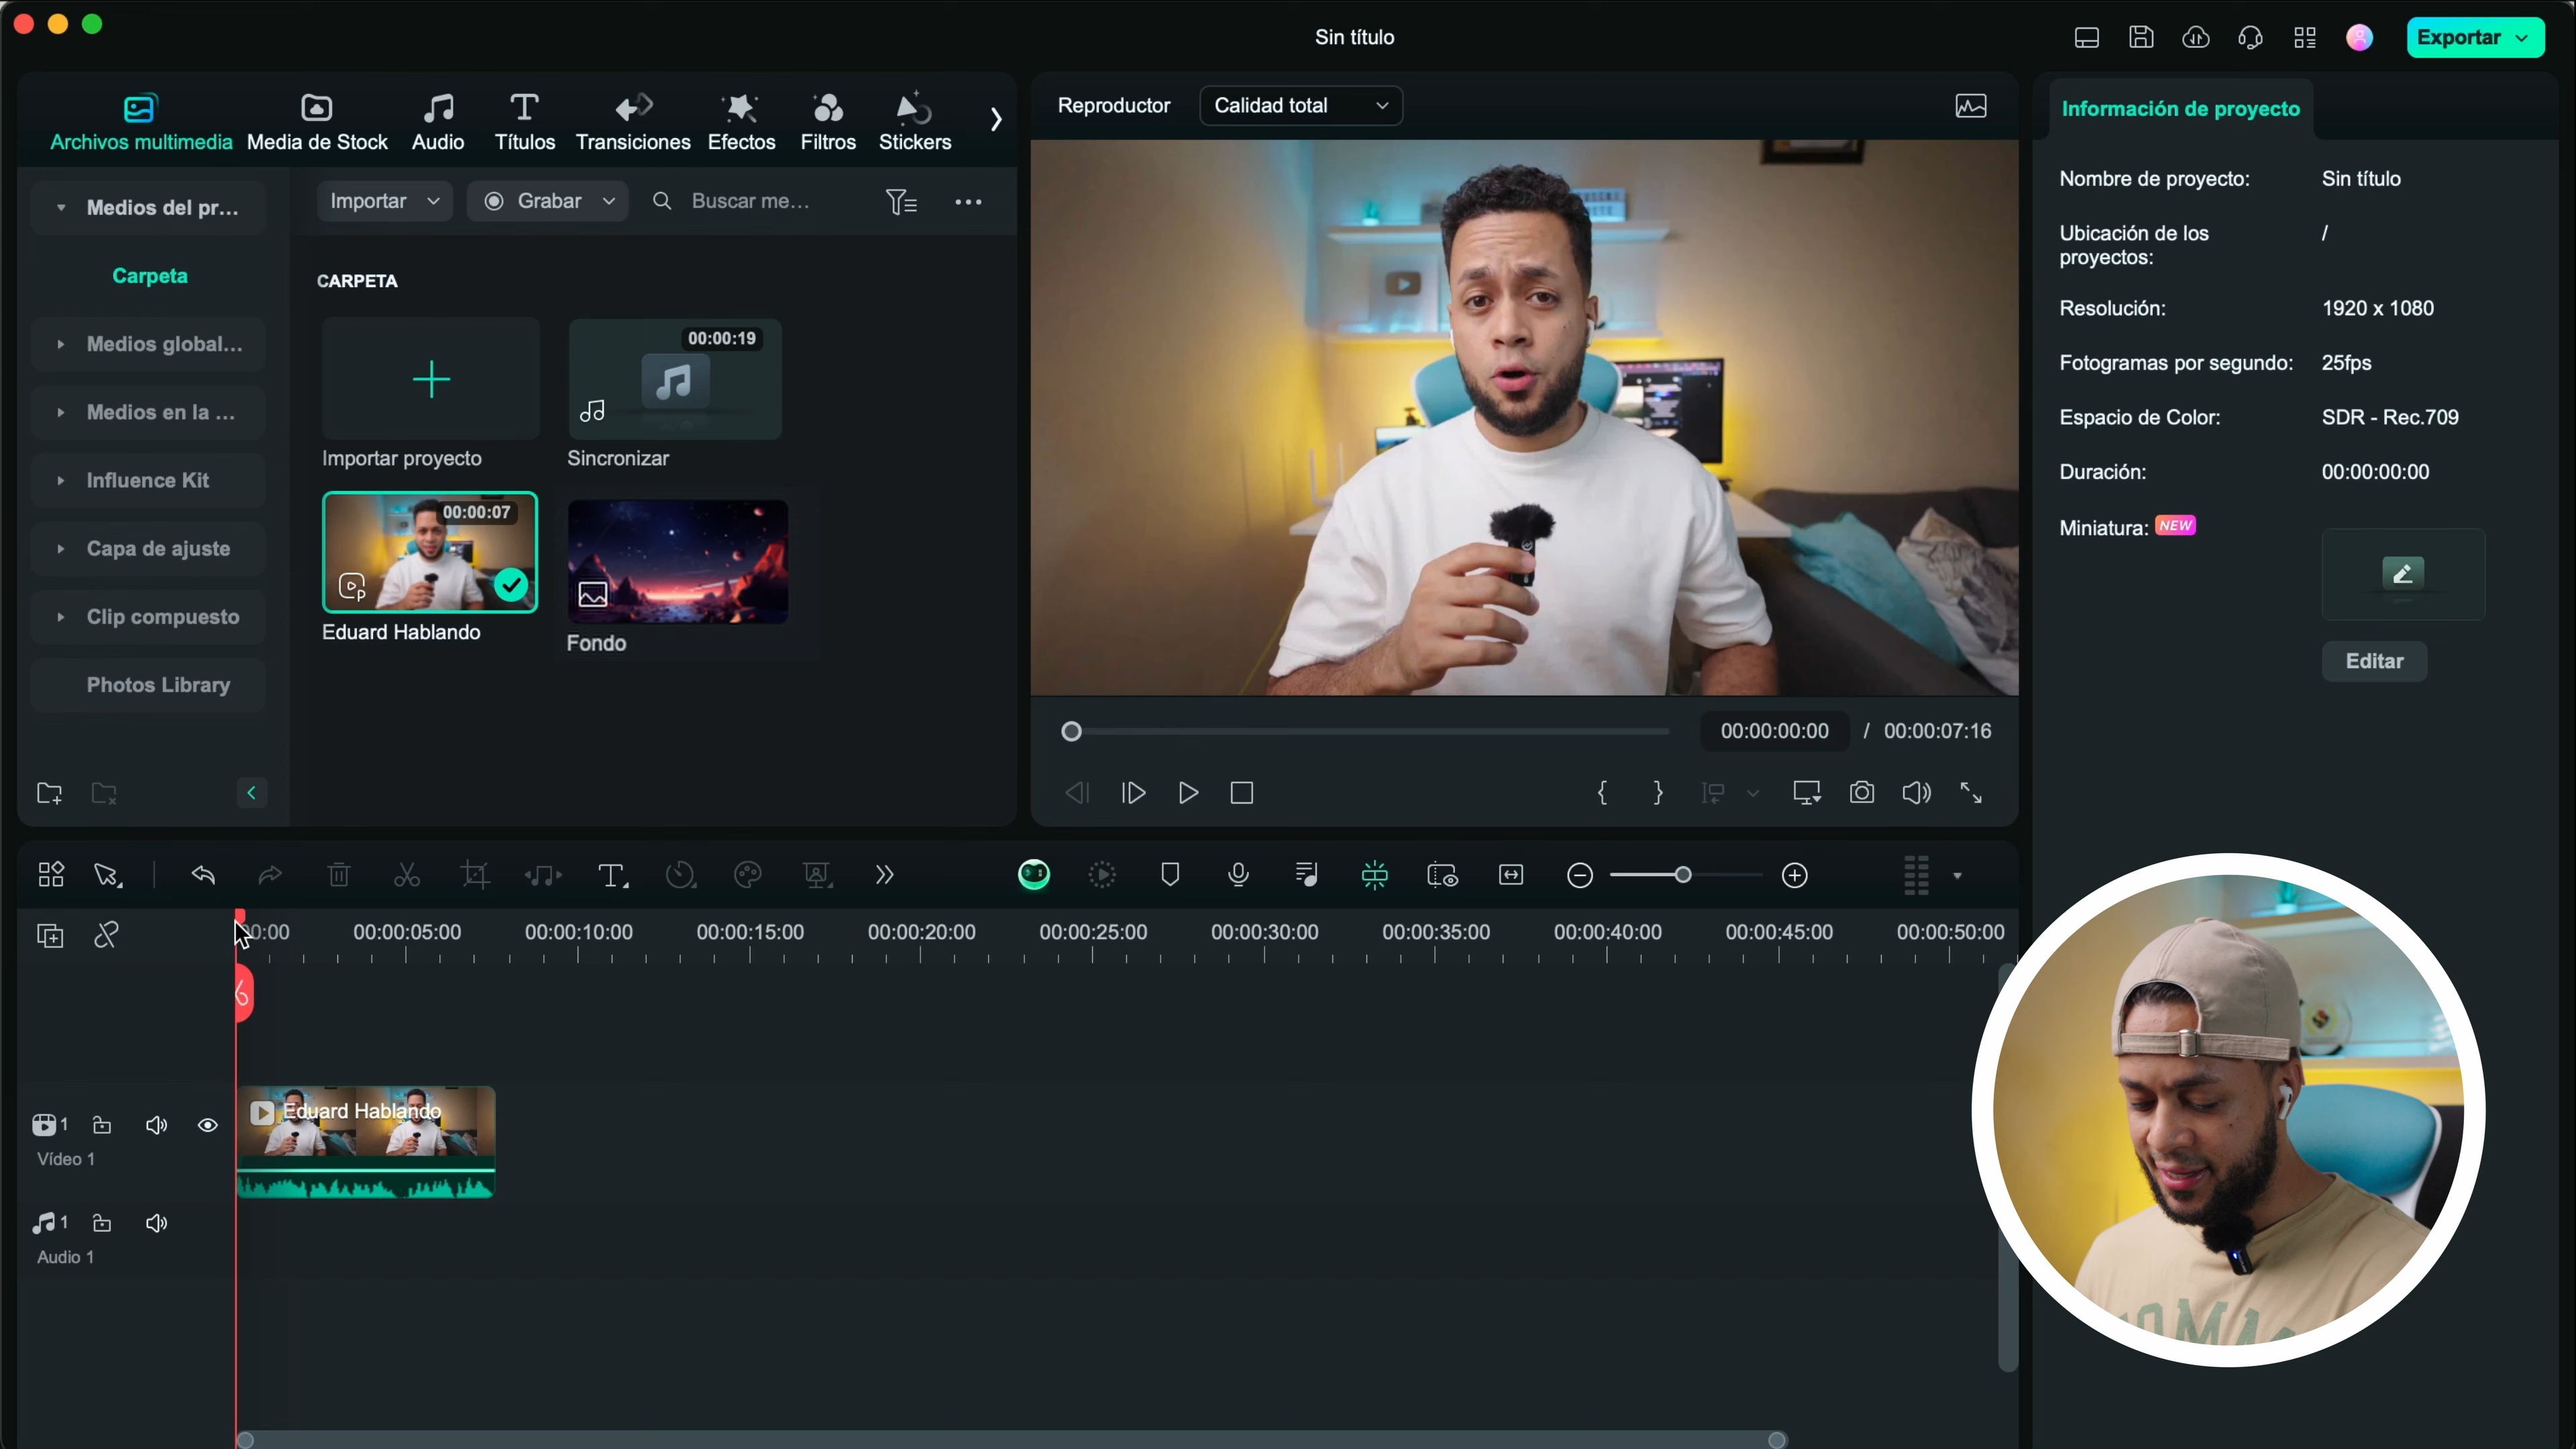 Sin título
Exportar
Archivos multimedia
Media de Stock
Audio
Títulos
Transiciones
Efectos
Filtros
Stickers
Reproductor
Calidad total
Información de proyecto
Medios del pr...
Importar
Grabar
Buscar me...
Carpeta
CARPETA
Medios global...
Medios en la ...
Influence Kit
Capa de ajuste
Clip compuesto
Photos Library
00:00:19
Importar proyecto
Sincronizar
00:00:07
Eduard Hablando
Fondo
Nombre de proyecto:
Sin título
Ubicación de los
proyectos:
/
Resolución:
1920 x 1080
Fotogramas por segundo:
25fps
Espacio de Color:
SDR - Rec.709
Duración:
00:00:00:00
Miniatura: NEW
Editar
00:00:00:00 / 00:00:07:16
00:00
00:00:05:00
00:00:10:00
00:00:15:00
00:00:20:00
00:00:25:00
00:00:30:00
00:00:35:00
00:00:40:00
00:00:45:00
00:00:50:00
Eduard Hablando
1
Vídeo 1
1
Audio 1